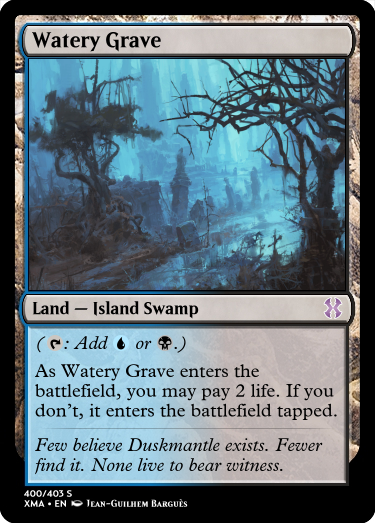 Watery Grave
Land — Island Swamp
( : Add or .)
As Watery Grave enters the
battlefield, you may pay 2 life. If you
don't, it enters the battlefield tapped.
Few believe Duskmantle exists. Fewer
find it. None live to bear witness.
400/403 S
XMA • EN Jean-Guilhem Barguès